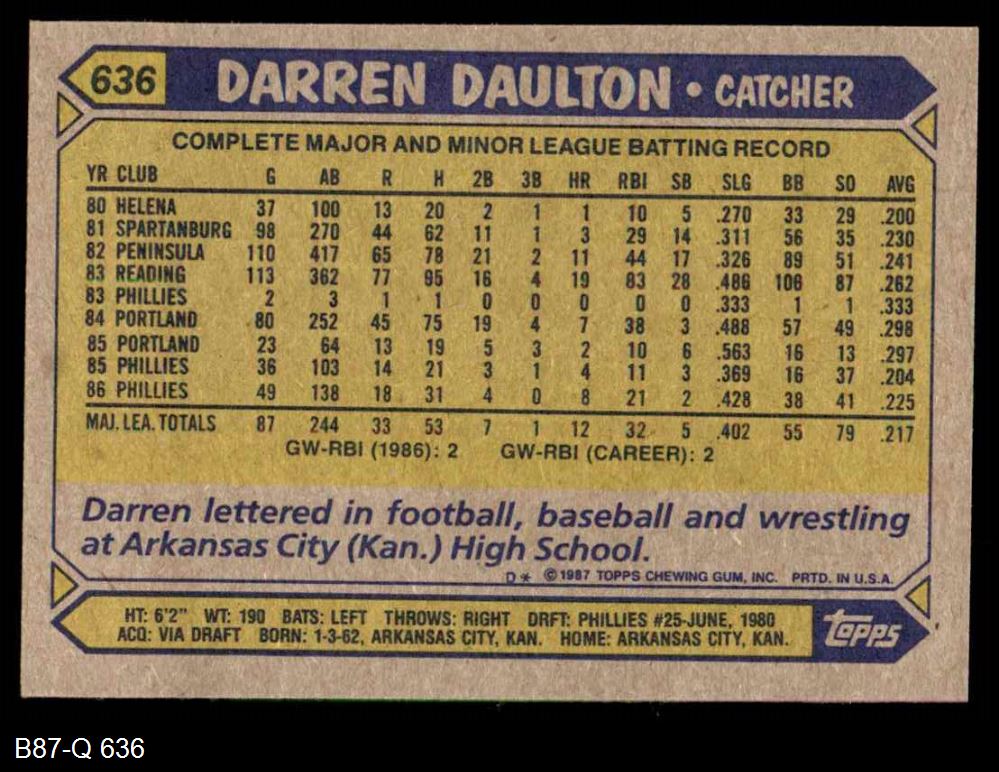 636 DARREN DAULTON • CATCHER
COMPLETE MAJOR AND MINOR LEAGUE BATTING RECORD
YR CLUB G AB R H 2B 3B HR RBI SB SLG BB SO AVG
80 HELENA 37 100 13 20 2 1 1 10 5 .270 33 29 .200
81 SPARTANBURG 98 270 44 62 11 1 3 29 14 .311 56 35 .230
82 PENINSULA 110 417 65 78 21 2 11 44 17 .326 89 51 .241
83 READING 113 362 77 95 16 4 19 83 28 .486 106 87 .262
83 PHILLIES 2 3 1 1 0 0 0 0 0 .333 1 1 .333
84 PORTLAND 80 252 45 75 19 4 7 38 3 .488 57 49 .298
85 PORTLAND 23 64 13 19 5 3 2 10 6 .563 16 13 .297
85 PHILLIES 36 103 14 21 3 1 4 11 3 .369 16 37 .204
86 PHILLIES 49 138 18 31 4 0 8 21 2 .428 38 41 .225
MAJ. LEA. TOTALS 87 244 33 53 7 1 12 32 5 .402 55 79 .217
GW-RBI (1986): 2 GW-RBI (CAREER): 2
Darren lettered in football, baseball and wrestling
at Arkansas City (Kan.) High School.
D* © 1987 TOPPS CHEWING GUM, INC. PRTD. IN U.S.A.
HT: 6'2" WT: 190 BATS: LEFT THROWS: RIGHT DRFT: PHILLIES #25-JUNE, 1980
ACQ: VIA DRAFT BORN: 1-3-62, ARKANSAS CITY, KAN. HOME: ARKANSAS CITY, KAN.
topps
B87-Q 636